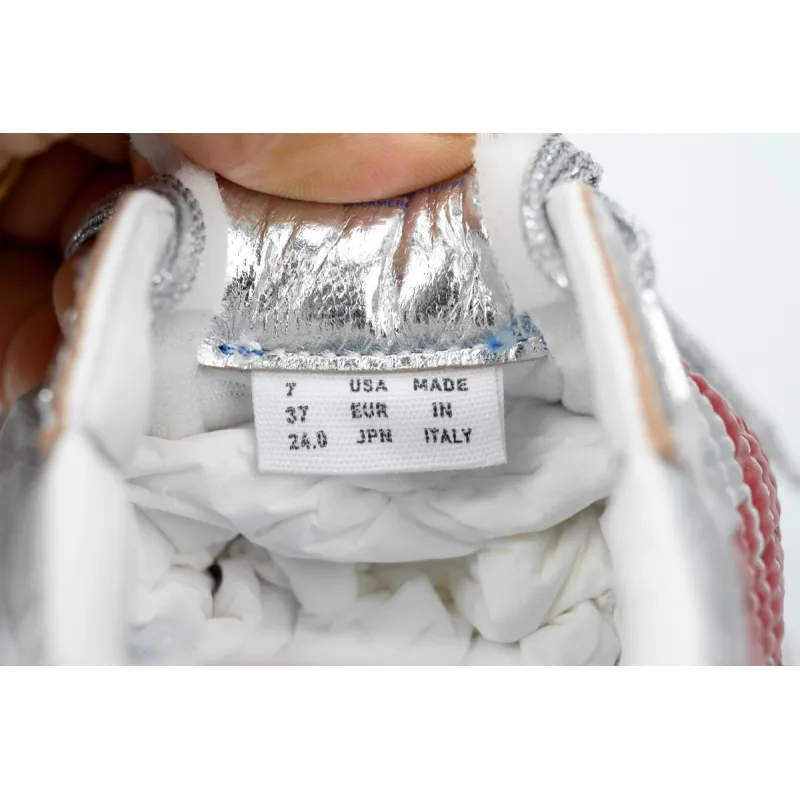 7 USA MADE
37 EUR IN
24.0 JPN ITALY